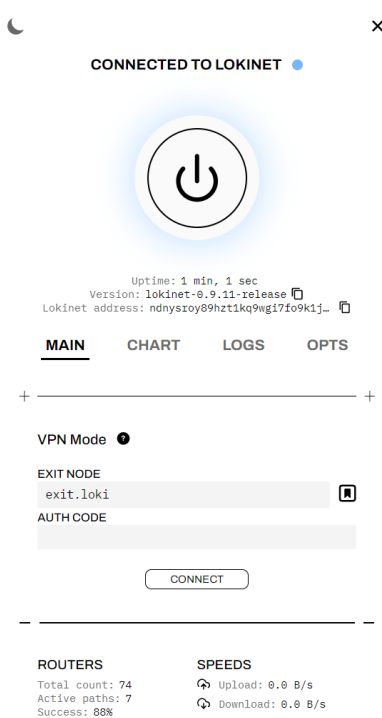 CONNECTED TO LOKINET
Uptime: 1 min, 1 sec
Version: lokinet-0.9.11-release
Lokinet address: ndnysroy89hzt1kq9wgi7fo9k1j…
MAIN CHART LOGS OPTS
VPN Mode ?
EXIT NODE
exit.loki
AUTH CODE
CONNECT
ROUTERS SPEEDS
Total count: 74 Upload: 0.0 B/s
Active paths: 7 Download: 0.0 B/s
Success: 88%